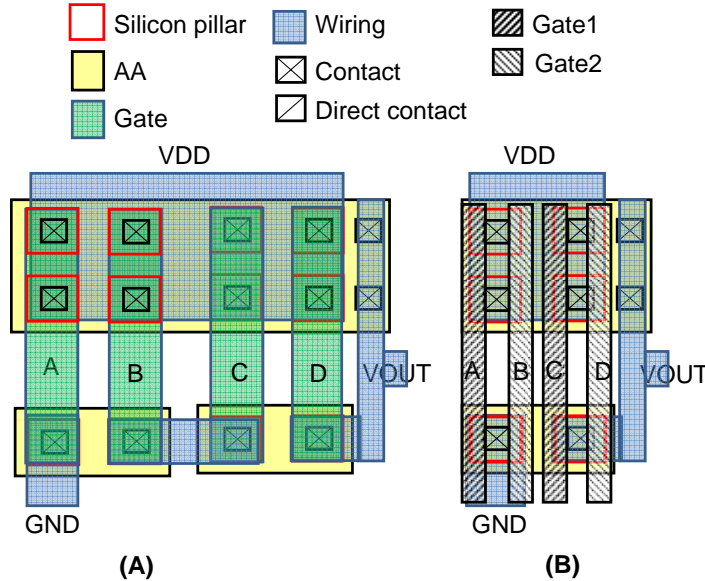 Silicon pillar
Wiring
Gate1
AA
Contact
Gate2
Gate
Direct contact
VDD
VDD
A
B
C
D
VOUT
A
B
C
D
VOUT
GND
GND
(A)
(B)